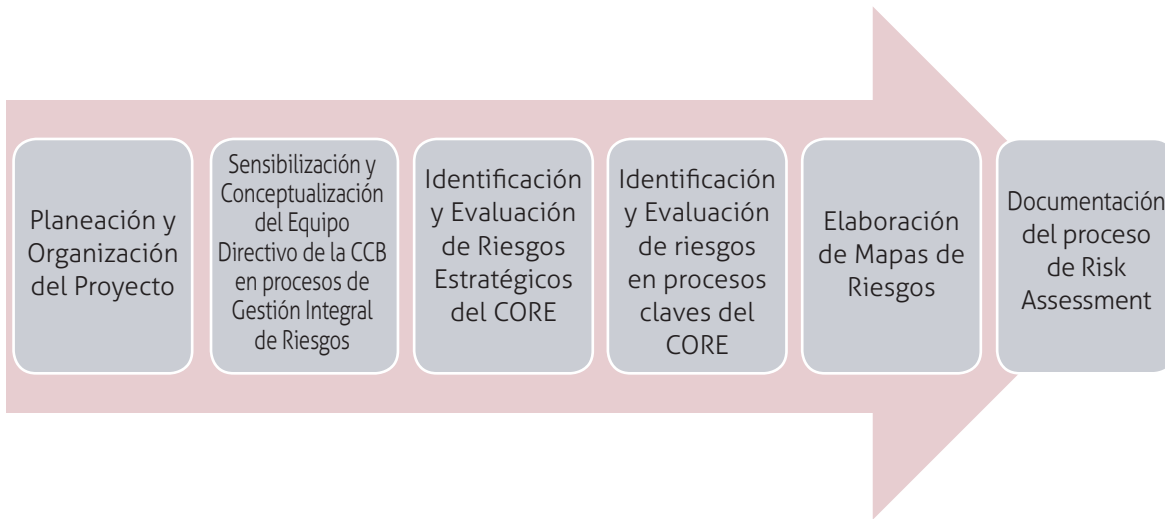 Planeación y
Organización
del Proyecto
Sensibilización y
Conceptualización
del Equipo
Directivo de la CCB
en procesos de
Gestión Integral
de Riesgos
Identificación
y Evaluación
de Riesgos
Estratégicos
del CORE
Identificación
y Evaluación
de riesgos
en procesos
claves del
CORE
Elaboración
de Mapas de
Riesgos
Documentación
del proceso
de Risk
Assessment